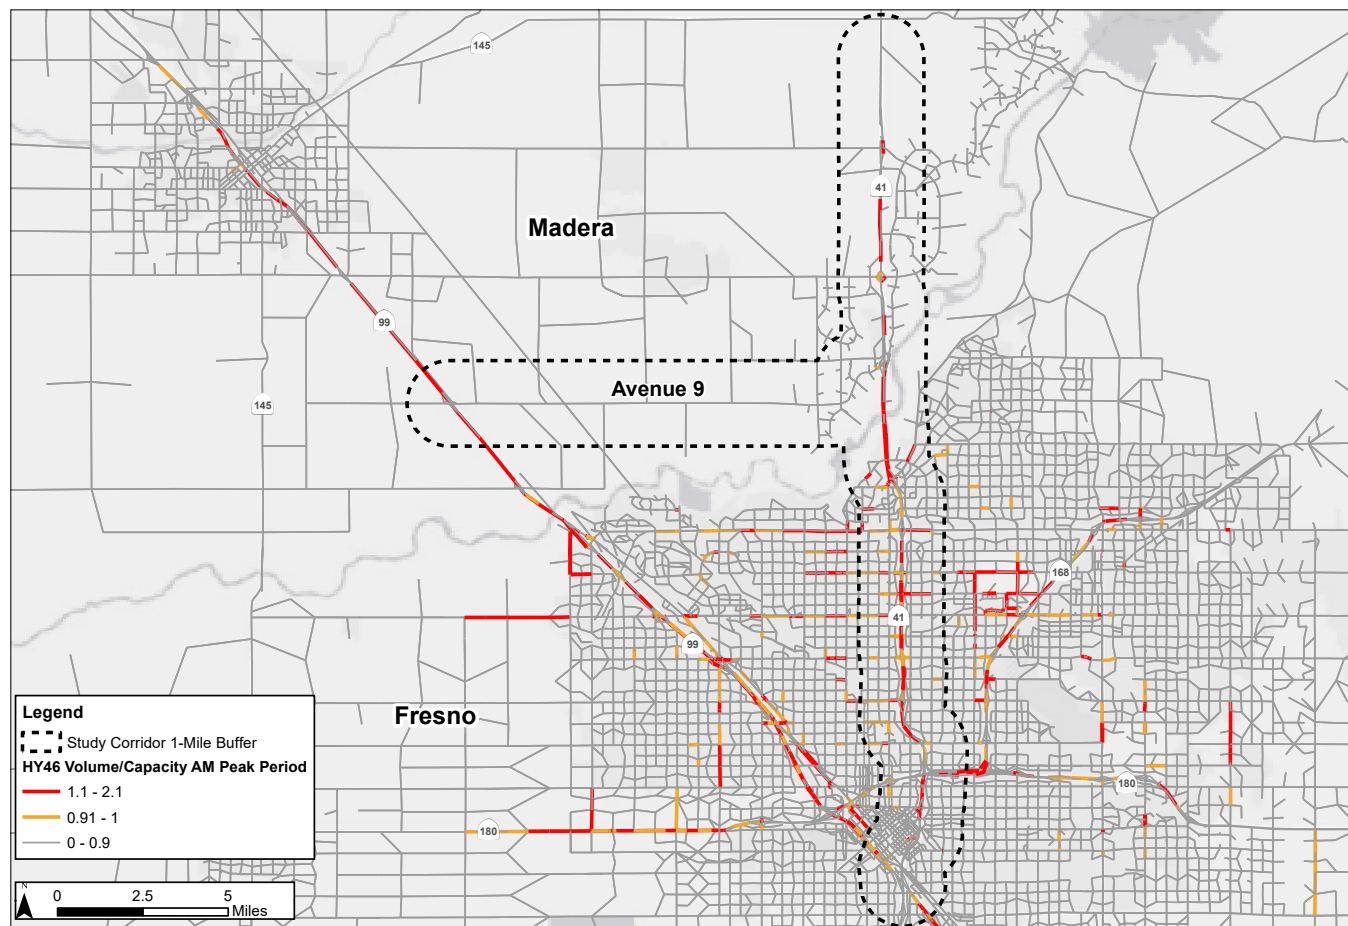 145
41
Madera
99
Avenue 9
145
168
41
99
Fresno
180
180
Legend
Study Corridor 1-Mile Buffer
HY46 Volume/Capacity AM Peak Period
1.1 - 2.1
0.91 - 1
0 - 0.9
N
0 2.5 5
Miles